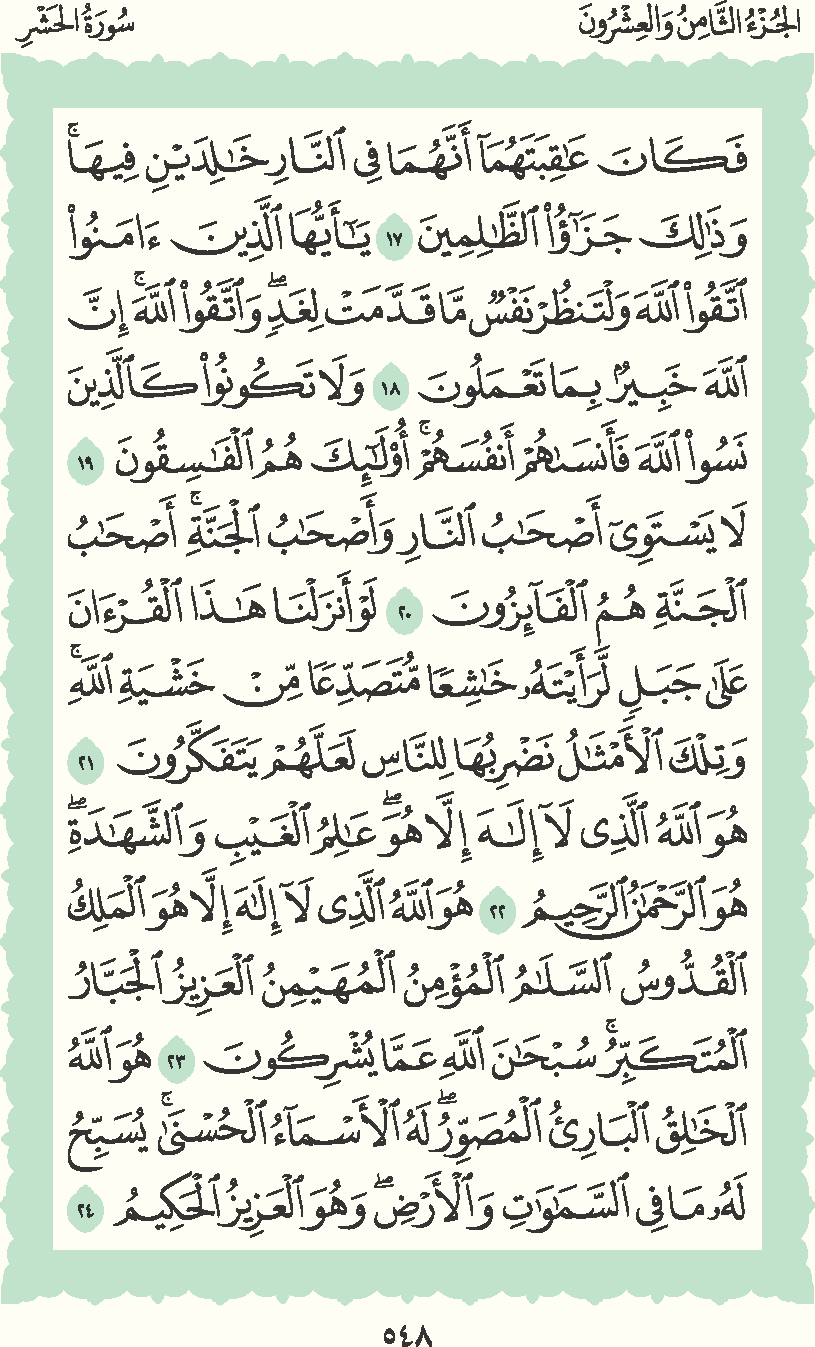 الجُزْءُ الثَّامِنُ وَالعِشْرُونَ
سُورَةُ الحَشْرِ
فَكَانَ عَٰقِبَتَهُمَآ أَنَّهُمَا فِى ٱلنَّارِ خَٰلِدَيْنِ فِيهَاۚ
وَذَٰلِكَ جَزَٰٓؤُا۟ ٱلظَّٰلِمِينَ ١٧ يَٰٓأَيُّهَا ٱلَّذِينَ ءَامَنُوا۟
ٱتَّقُوا۟ ٱللَّهَ وَلْتَنظُرْ نَفْسٌ مَّا قَدَّمَتْ لِغَدٍۖ وَٱتَّقُوا۟ ٱللَّهَۚ إِنَّ
ٱللَّهَ خَبِيرٌۢ بِمَا تَعْمَلُونَ ١٨ وَلَا تَكُونُوا۟ كَٱلَّذِينَ
نَسُوا۟ ٱللَّهَ فَأَنسَىٰهُمْ أَنفُسَهُمْۚ أُو۟لَٰٓئِكَ هُمُ ٱلْفَٰسِقُونَ ١٩
لَا يَسْتَوِىٓ أَصْحَٰبُ ٱلنَّارِ وَأَصْحَٰبُ ٱلْجَنَّةِۚ أَصْحَٰبُ
ٱلْجَنَّةِ هُمُ ٱلْفَآئِزُونَ ٢٠ لَوْ أَنزَلْنَا هَٰذَا ٱلْقُرْءَانَ
عَلَىٰ جَبَلٍ لَّرَأَيْتَهُۥ خَٰشِعًا مُّتَصَدِّعًا مِّنْ خَشْيَةِ ٱللَّهِۚ
وَتِلْكَ ٱلْأَمْثَٰلُ نَضْرِبُهَا لِلنَّاسِ لَعَلَّهُمْ يَتَفَكَّرُونَ ٢١
هُوَ ٱللَّهُ ٱلَّذِى لَآ إِلَٰهَ إِلَّا هُوَۖ عَٰلِمُ ٱلْغَيْبِ وَٱلشَّهَٰدَةِۖ
هُوَ ٱلرَّحْمَٰنُ ٱلرَّحِيمُ ٢٢ هُوَ ٱللَّهُ ٱلَّذِى لَآ إِلَٰهَ إِلَّا هُوَ ٱلْمَلِكُ
ٱلْقُدُّوسُ ٱلسَّلَٰمُ ٱلْمُؤْمِنُ ٱلْمُهَيْمِنُ ٱلْعَزِيزُ ٱلْجَبَّارُ
ٱلْمُتَكَبِّرُۚ سُبْحَٰنَ ٱللَّهِ عَمَّا يُشْرِكُونَ ٢٣ هُوَ ٱللَّهُ
ٱلْخَٰلِقُ ٱلْبَارِئُ ٱلْمُصَوِّرُۖ لَهُ ٱلْأَسْمَآءُ ٱلْحُسْنَىٰۚ يُسَبِّحُ
لَهُۥ مَا فِى ٱلسَّمَٰوَٰتِ وَٱلْأَرْضِۖ وَهُوَ ٱلْعَزِيزُ ٱلْحَكِيمُ ٢٤
٥٤٨